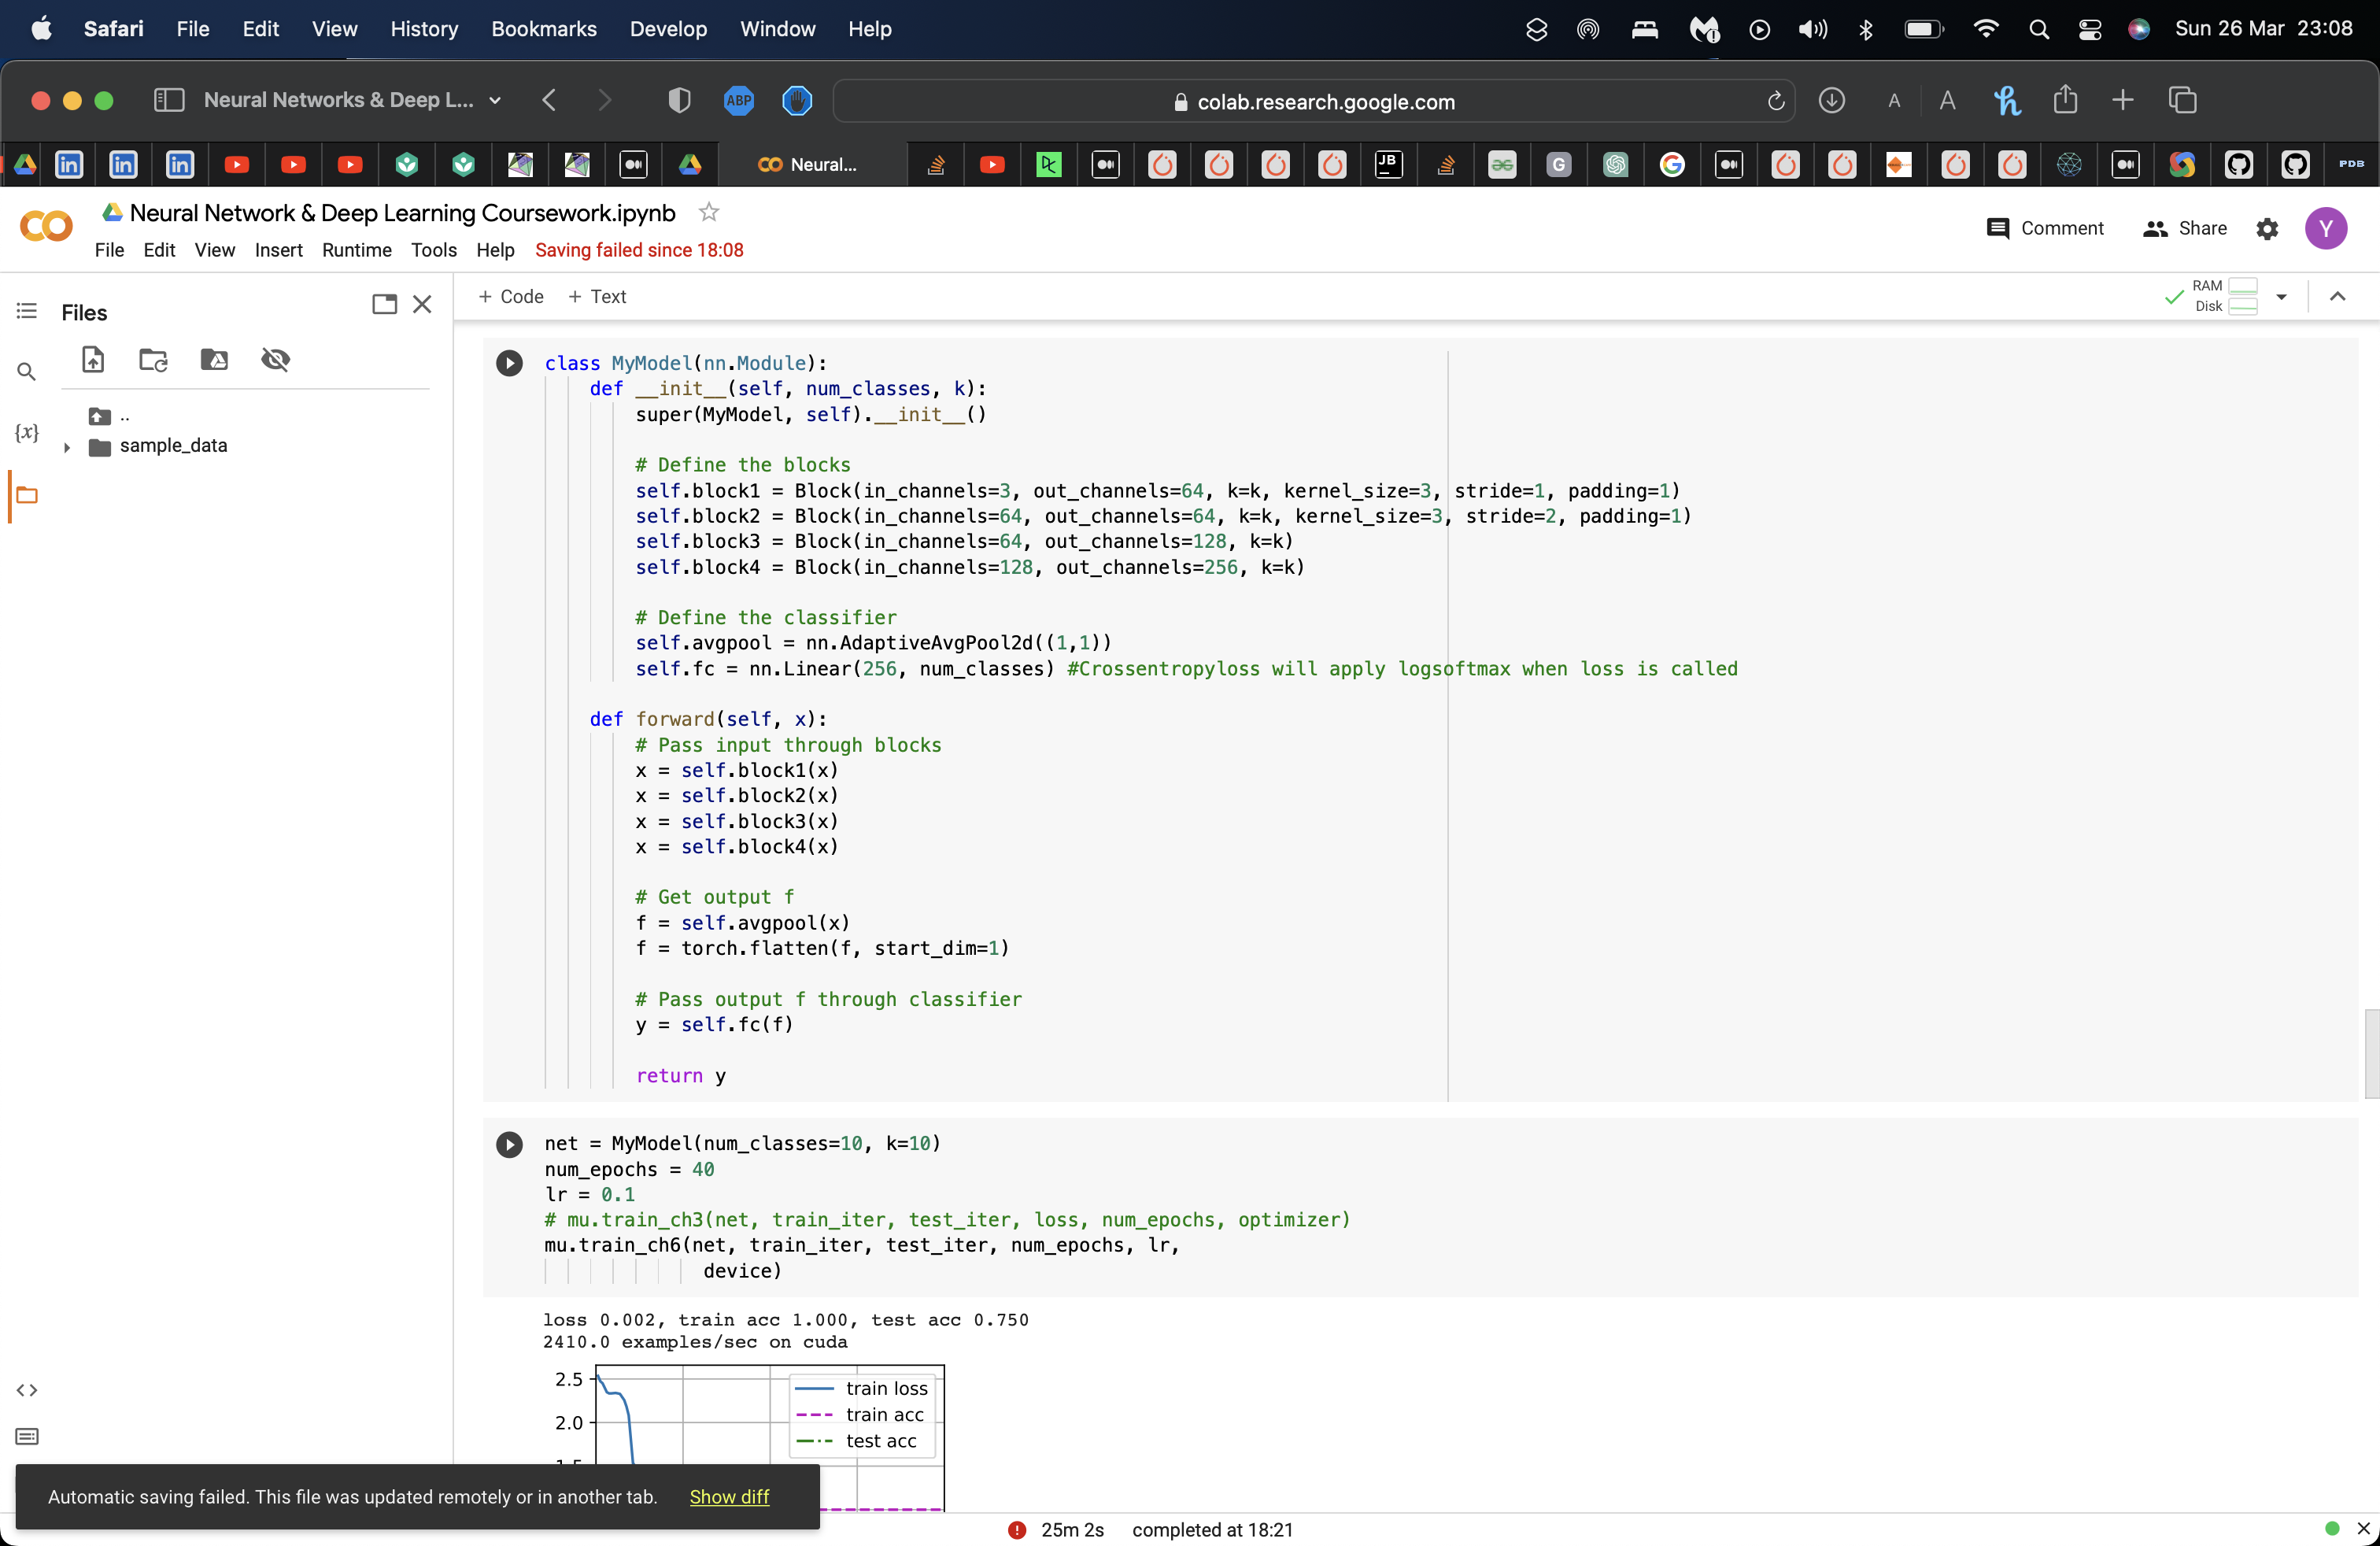 Safari File Edit View History Bookmarks Develop Window Help Sun 26 Mar 23:08
Neural Networks & Deep L... ABP colab.research.google.com A A
Neural... JB G PDB
Neural Network & Deep Learning Coursework.ipynb
Comment Share Y
File Edit View Insert Runtime Tools Help Saving failed since 18:08
Files
+ Code + Text
RAM
Disk
{x}
..
sample_data
class MyModel(nn.Module):
def __init__(self, num_classes, k):
super(MyModel, self).__init__()
# Define the blocks
self.block1 = Block(in_channels=3, out_channels=64, k=k, kernel_size=3, stride=1, padding=1)
self.block2 = Block(in_channels=64, out_channels=64, k=k, kernel_size=3, stride=2, padding=1)
self.block3 = Block(in_channels=64, out_channels=128, k=k)
self.block4 = Block(in_channels=128, out_channels=256, k=k)
# Define the classifier
self.avgpool = nn.AdaptiveAvgPool2d((1,1))
self.fc = nn.Linear(256, num_classes) #Crossentropyloss will apply logsoftmax when loss is called
def forward(self, x):
# Pass input through blocks
x = self.block1(x)
x = self.block2(x)
x = self.block3(x)
x = self.block4(x)
# Get output f
f = self.avgpool(x)
f = torch.flatten(f, start_dim=1)
# Pass output f through classifier
y = self.fc(f)
return y
net = MyModel(num_classes=10, k=10)
num_epochs = 40
lr = 0.1
# mu.train_ch3(net, train_iter, test_iter, loss, num_epochs, optimizer)
mu.train_ch6(net, train_iter, test_iter, num_epochs, lr,
device)
loss 0.002, train acc 1.000, test acc 0.750
2410.0 examples/sec on cuda
2.5
2.0
1.5
train loss
train acc
test acc
Automatic saving failed. This file was updated remotely or in another tab. Show diff
25m 2s completed at 18:21